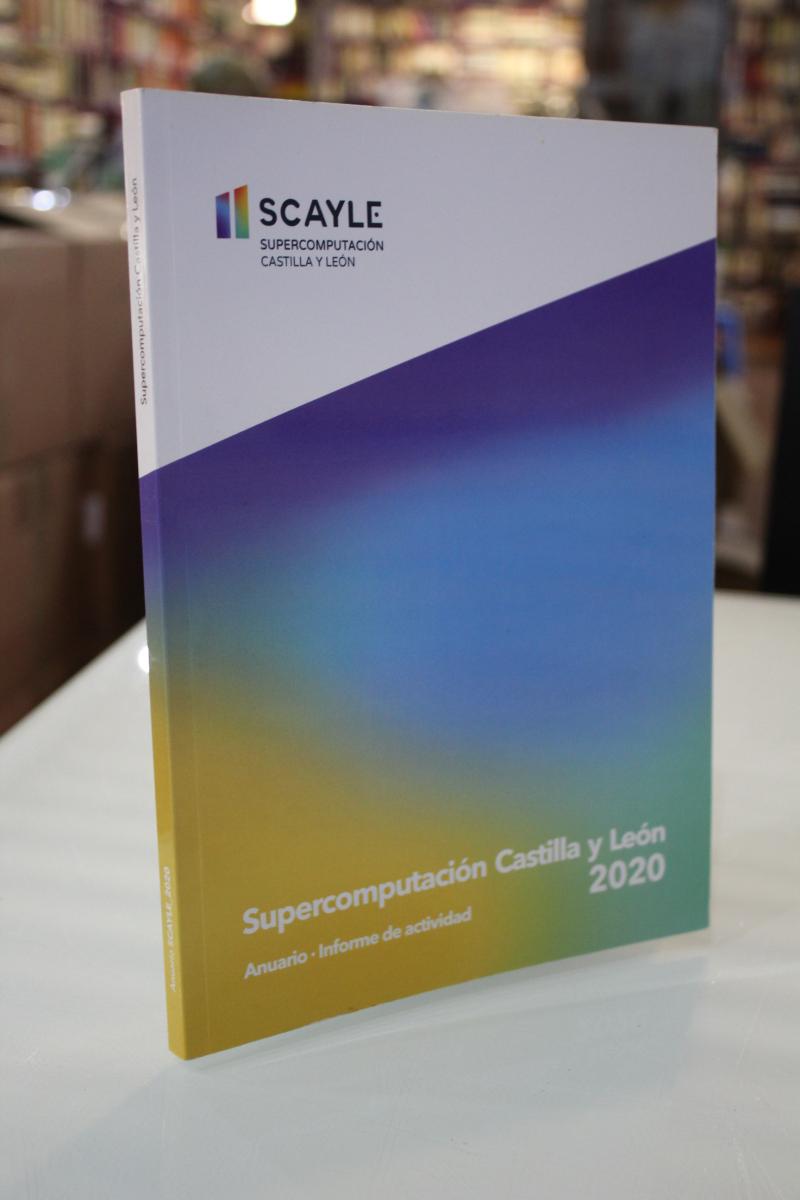 SCAYLE
SUPERCOMPUTACIÓN
CASTILLA Y LEÓN
Supercomputación Castilla y León
Supercomputación Castilla y León
2020
Anuario · Informe de actividad
Anuario SCAYLE 2020